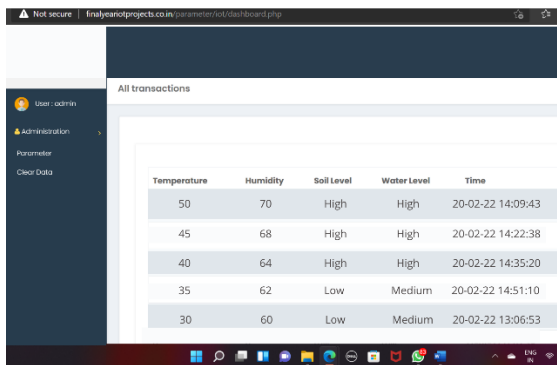 Not secure | finalyeariotprojects.co.in/parameter/iot/dashboard.php
All transactions
User : admin
Administration
Parameter
Clear Data
Temperature Humidity Soil Level Water Level Time
50 70 High High 20-02-22 14:09:43
45 68 High High 20-02-22 14:22:38
40 64 High High 20-02-22 14:35:20
35 62 Low Medium 20-02-22 14:51:10
30 60 Low Medium 20-02-22 13:06:53
ENG
IN